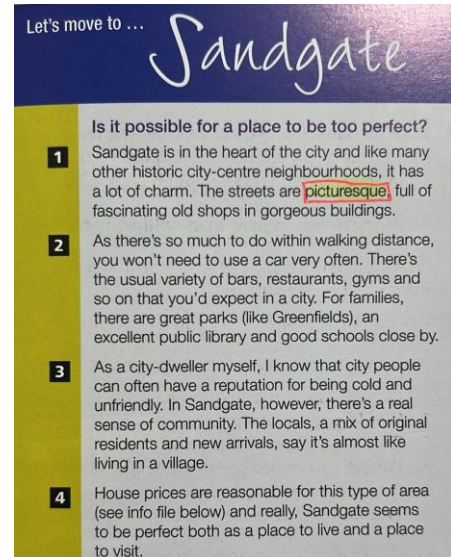 Let's move to ... Sandgate
Is it possible for a place to be too perfect?
1 Sandgate is in the heart of the city and like many
other historic city-centre neighbourhoods, it has
a lot of charm. The streets are picturesque, full of
fascinating old shops in gorgeous buildings.
2 As there's so much to do within walking distance,
you won't need to use a car very often. There's
the usual variety of bars, restaurants, gyms and
so on that you'd expect in a city. For families,
there are great parks (like Greenfields), an
excellent public library and good schools close by.
3 As a city-dweller myself, I know that city people
can often have a reputation for being cold and
unfriendly. In Sandgate, however, there's a real
sense of community. The locals, a mix of original
residents and new arrivals, say it's almost like
living in a village.
4 House prices are reasonable for this type of area
(see info file below) and really, Sandgate seems
to be perfect both as a place to live and a place
to visit.